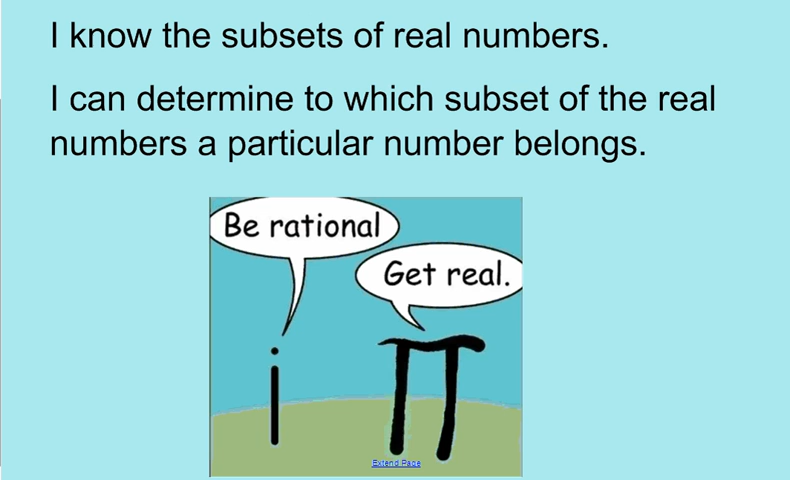 I know the subsets of real numbers.
I can determine to which subset of the real
numbers a particular number belongs.
Be rational
Get real.
i
π
Extend Page